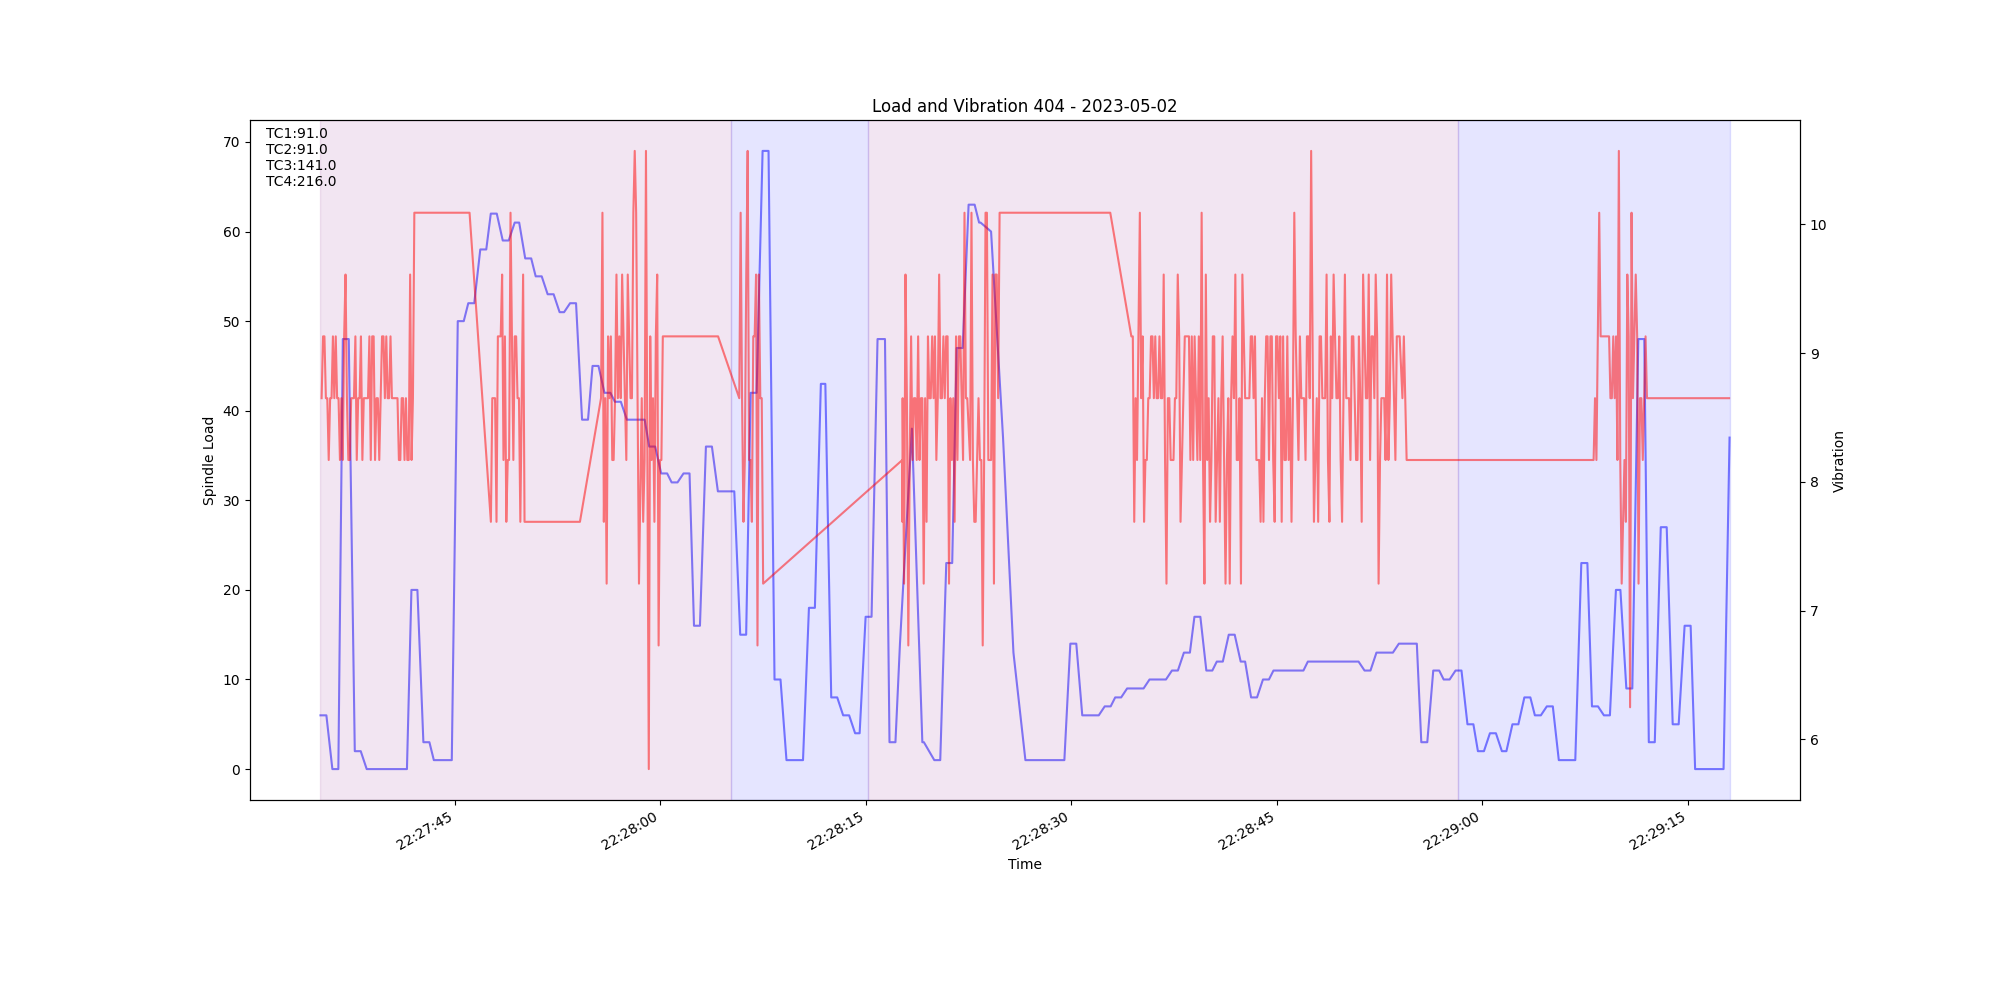 Load and Vibration 404 - 2023-05-02
TC1:91.0
TC2:91.0
TC3:141.0
TC4:216.0
70
60
50
40
30
20
10
0
Spindle Load
10
9
8
7
6
Vibration
22:27:45
22:28:00
22:28:15
22:28:30
22:28:45
22:29:00
22:29:15
Time